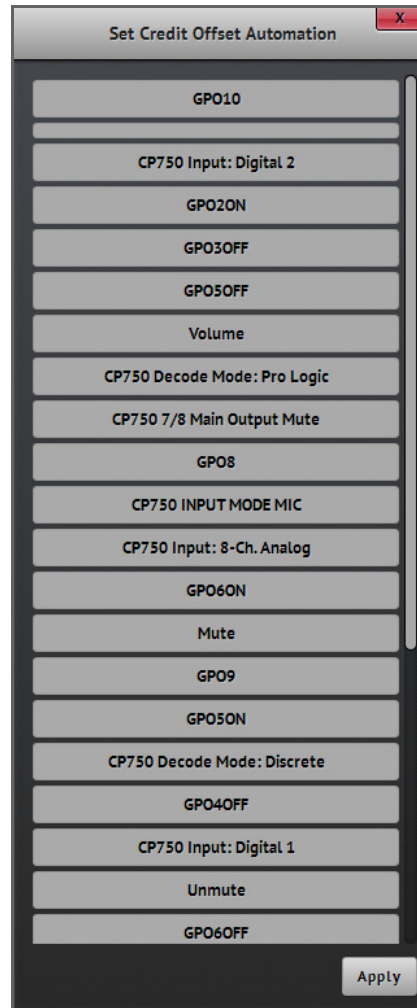 Set Credit Offset Automation
X
GPO10
CP750 Input: Digital 2
GPO2ON
GPO3OFF
GPO5OFF
Volume
CP750 Decode Mode: Pro Logic
CP750 7/8 Main Output Mute
GPO8
CP750 INPUT MODE MIC
CP750 Input: 8-Ch. Analog
GPO6ON
Mute
GPO9
GPO5ON
CP750 Decode Mode: Discrete
GPO4OFF
CP750 Input: Digital 1
Unmute
GPO6OFF
Apply